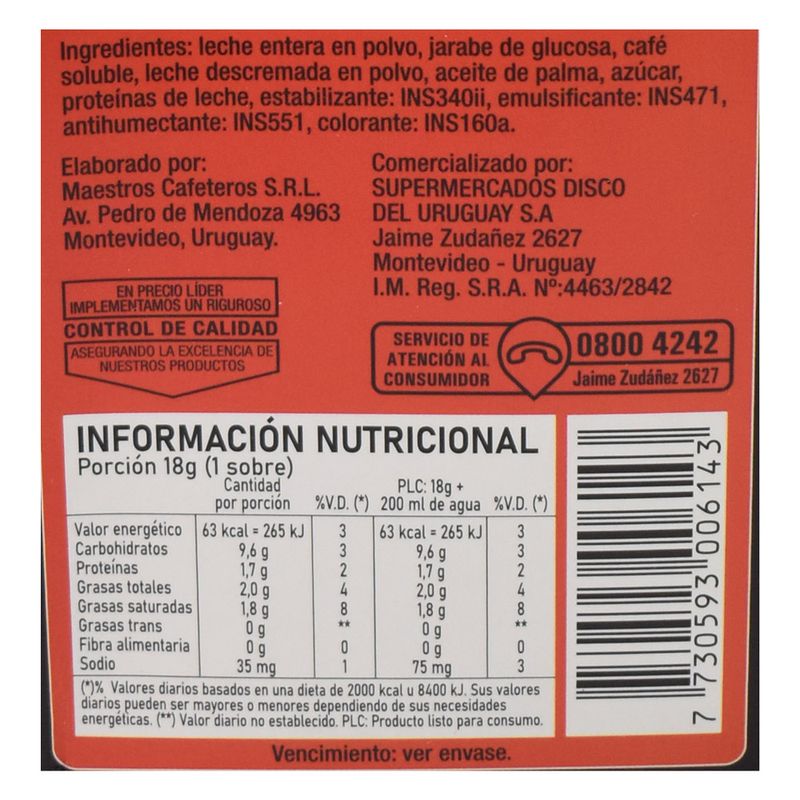 Ingredientes: leche entera en polvo, jarabe de glucosa, café
soluble, leche descremada en polvo, aceite de palma, azúcar,
proteínas de leche, estabilizante: INS340ii, emulsificante: INS471,
antihumectante: INS551, colorante: INS160a.
Elaborado por:
Maestros Cafeteros S.R.L.
Av. Pedro de Mendoza 4963
Montevideo, Uruguay.
Comercializado por:
SUPERMERCADOS DISCO
DEL URUGUAY S.A
Jaime Zudañez 2627
Montevideo - Uruguay
I.M. Reg. S.R.A. Nº:4463/2842
EN PRECIO LÍDER
IMPLEMENTAMOS UN RIGUROSO
CONTROL DE CALIDAD
ASEGURANDO LA EXCELENCIA DE
NUESTROS PRODUCTOS
SERVICIO DE
ATENCIÓN AL
CONSUMIDOR
0800 4242
Jaime Zudáñez 2627
INFORMACIÓN NUTRICIONAL
Porción 18g (1 sobre)
Cantidad por porción %V.D. (*) PLC: 18g + 200 ml de agua %V.D. (*)
Valor energético 63 kcal = 265 kJ 3 63 kcal = 265 kJ 3
Carbohidratos 9,6 g 3 9,6 g 3
Proteínas 1,7 g 2 1,7 g 2
Grasas totales 2,0 g 4 2,0 g 4
Grasas saturadas 1,8 g 8 1,8 g 8
Grasas trans 0 g ** 0 g **
Fibra alimentaria 0 g 0 0 g 0
Sodio 35 mg 1 75 mg 3
(*)% Valores diarios basados en una dieta de 2000 kcal u 8400 kJ. Sus valores
diarios pueden ser mayores o menores dependiendo de sus necesidades
energéticas. (**) Valor diario no establecido. PLC: Producto listo para consumo.
7 730593 006143
Vencimiento: ver envase.